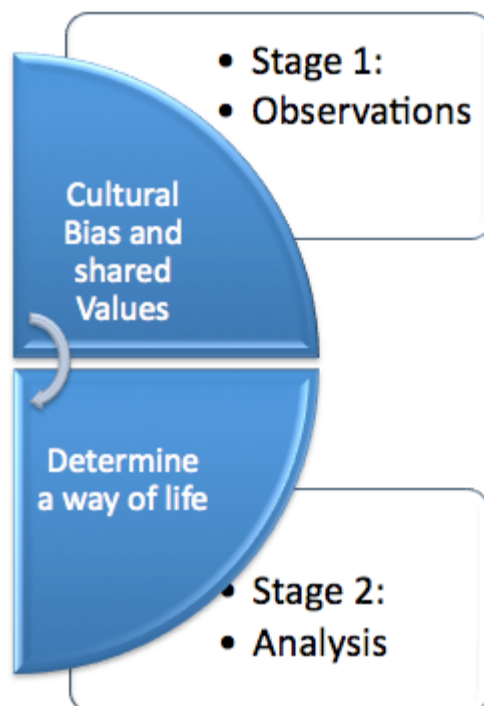 • Stage 1:
• Observations
Cultural
Bias and
shared
Values
Determine
a way of life
• Stage 2:
• Analysis